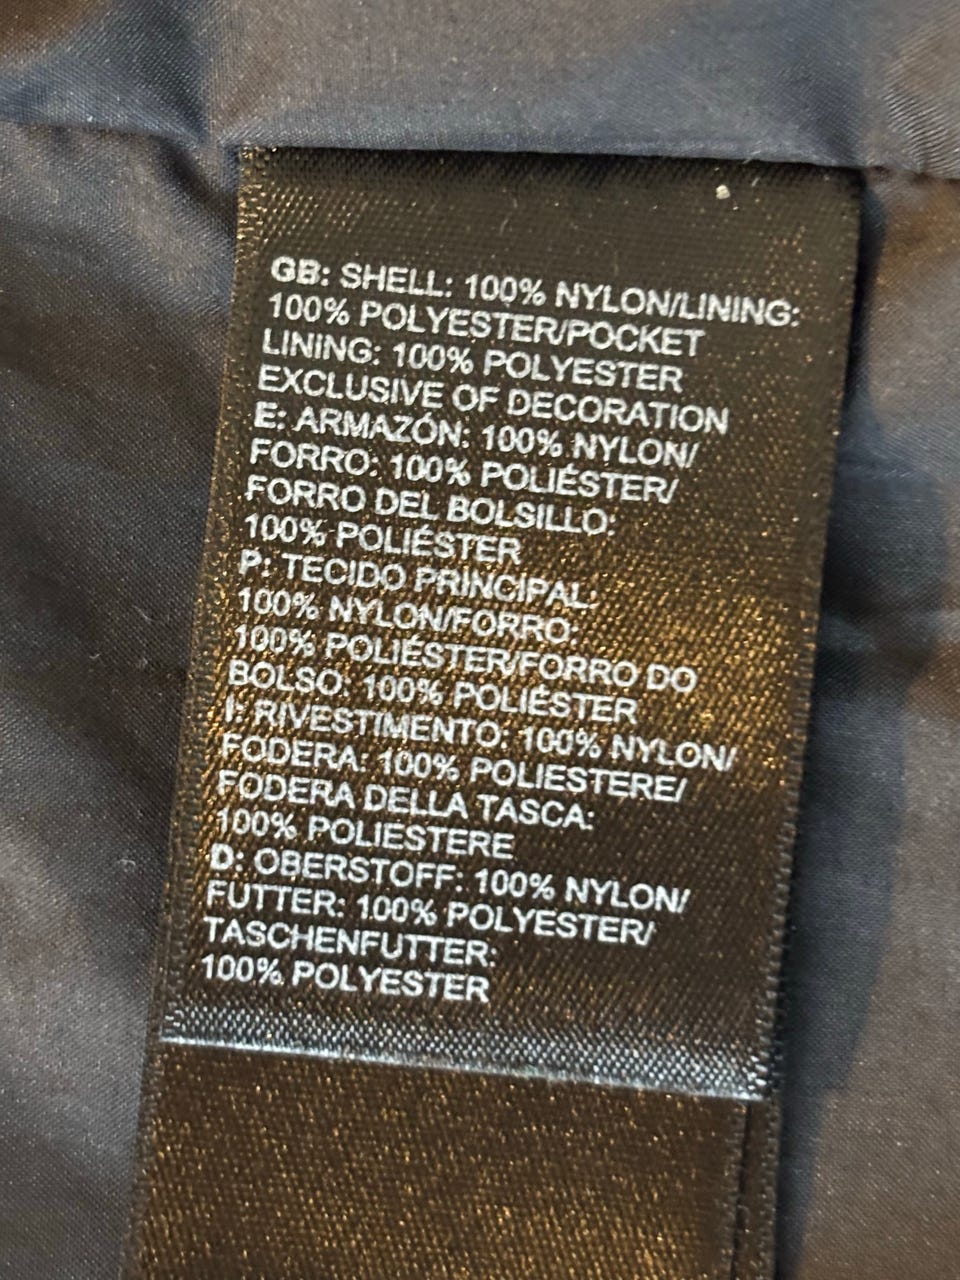 GB: SHELL: 100% NYLON/LINING:
100% POLYESTER/POCKET
LINING: 100% POLYESTER
EXCLUSIVE OF DECORATION
E: ARMAZÓN: 100% NYLON/
FORRO: 100% POLIÉSTER/
FORRO DEL BOLSILLO:
100% POLIÉSTER
P: TECIDO PRINCIPAL:
100% NYLON/FORRO:
100% POLIÉSTER/FORRO DO
BOLSO: 100% POLIÉSTER
I: RIVESTIMENTO: 100% NYLON/
FODERA: 100% POLIESTERE/
FODERA DELLA TASCA:
100% POLIESTERE
D: OBERSTOFF: 100% NYLON/
FUTTER: 100% POLYESTER/
TASCHENFUTTER:
100% POLYESTER